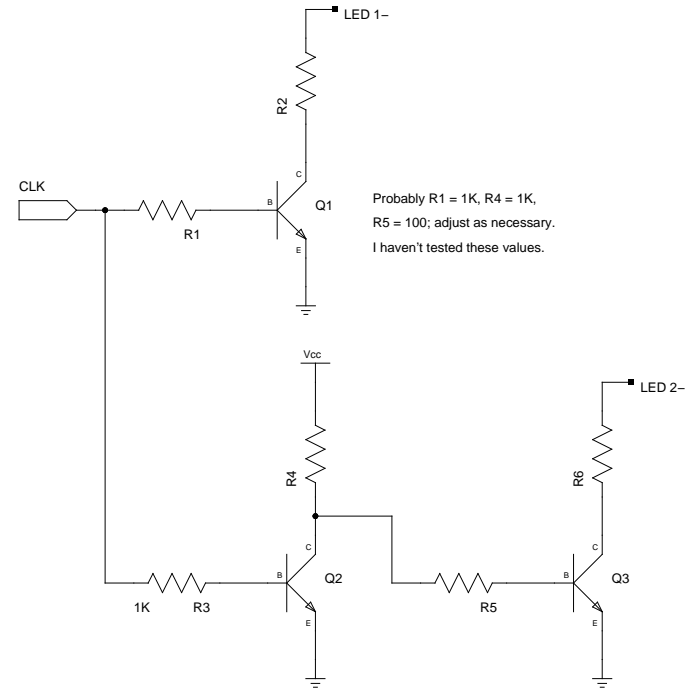 LED 1–
R2
C
CLK
B
Q1
R1
E
Probably R1 = 1K, R4 = 1K,
R5 = 100; adjust as necessary.
I haven't tested these values.
Vcc
LED 2–
R4
R6
C
C
B
Q2
B
Q3
1K
R3
R5
E
E